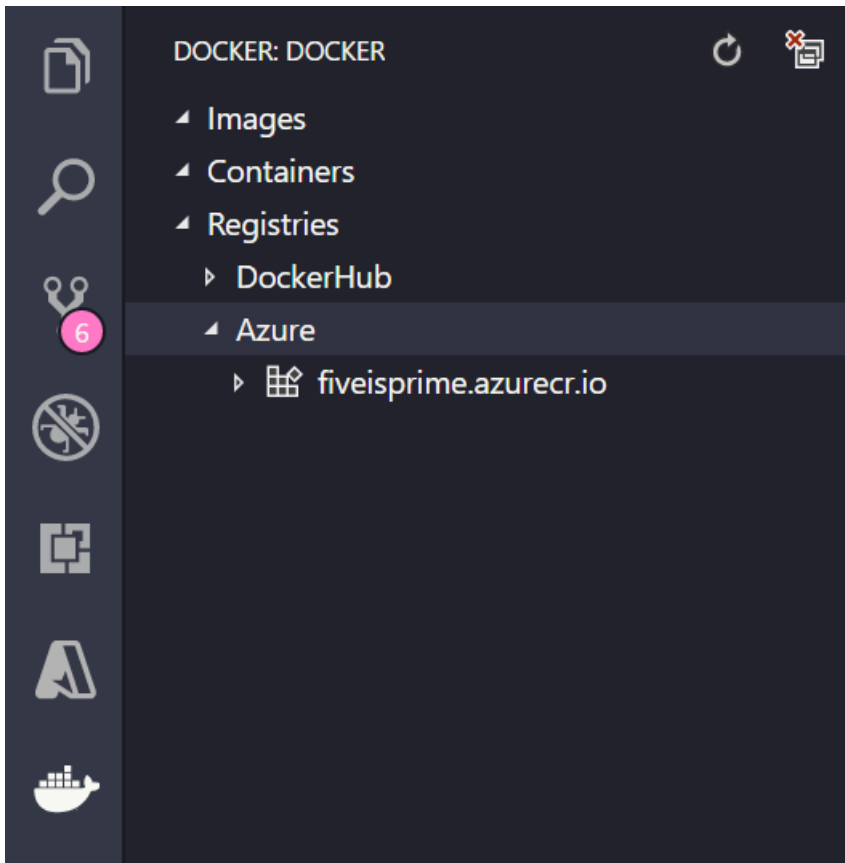 DOCKER: DOCKER
Images
Containers
Registries
DockerHub
6
Azure
fiveisprime.azurecr.io